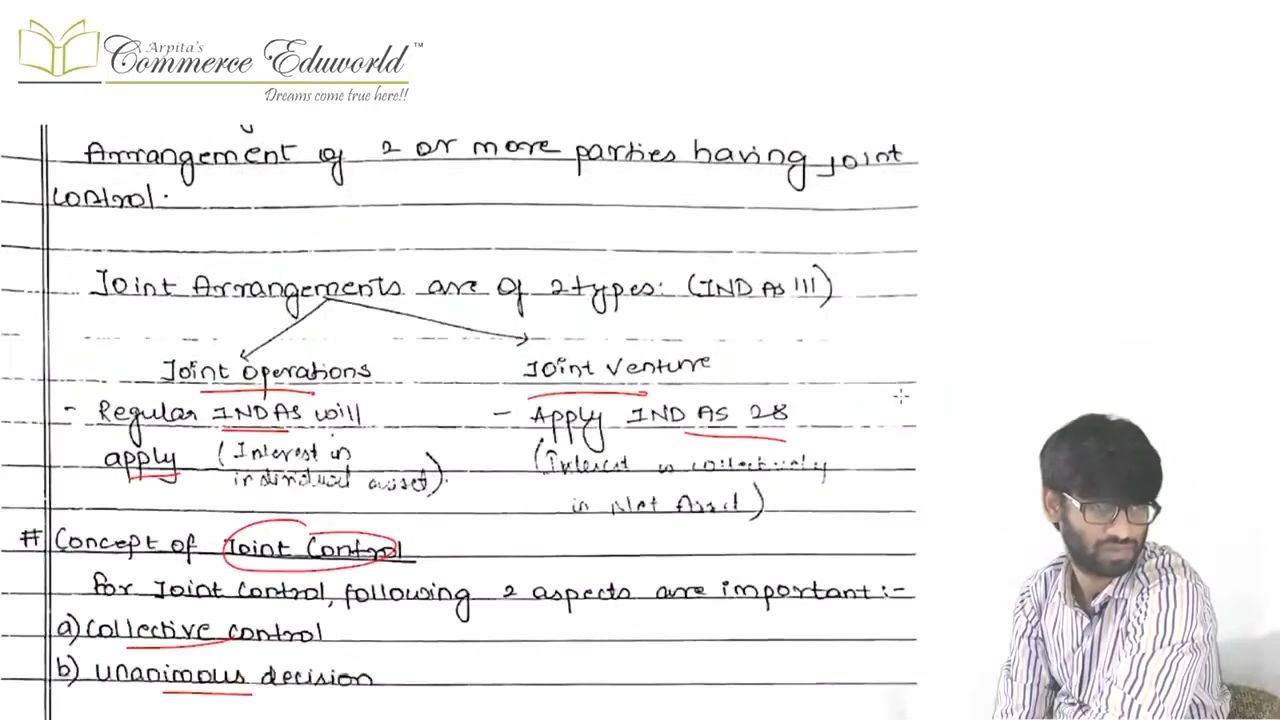 Arpita's
Commerce Eduworld™
Dreams come true here!!
Arrangement of 2 or more parties having joint
control.
Joint Arrangements are of 2 types: (IND AS 111)
Joint Operations Joint Venture
- Regular IND AS will - Apply IND AS 28
apply (Interest in (Interest is collectively
individual asset). in Net Asset)
# Concept of Joint Control
For Joint Control, following 2 aspects are important:-
a) Collective control
b) unanimous decision